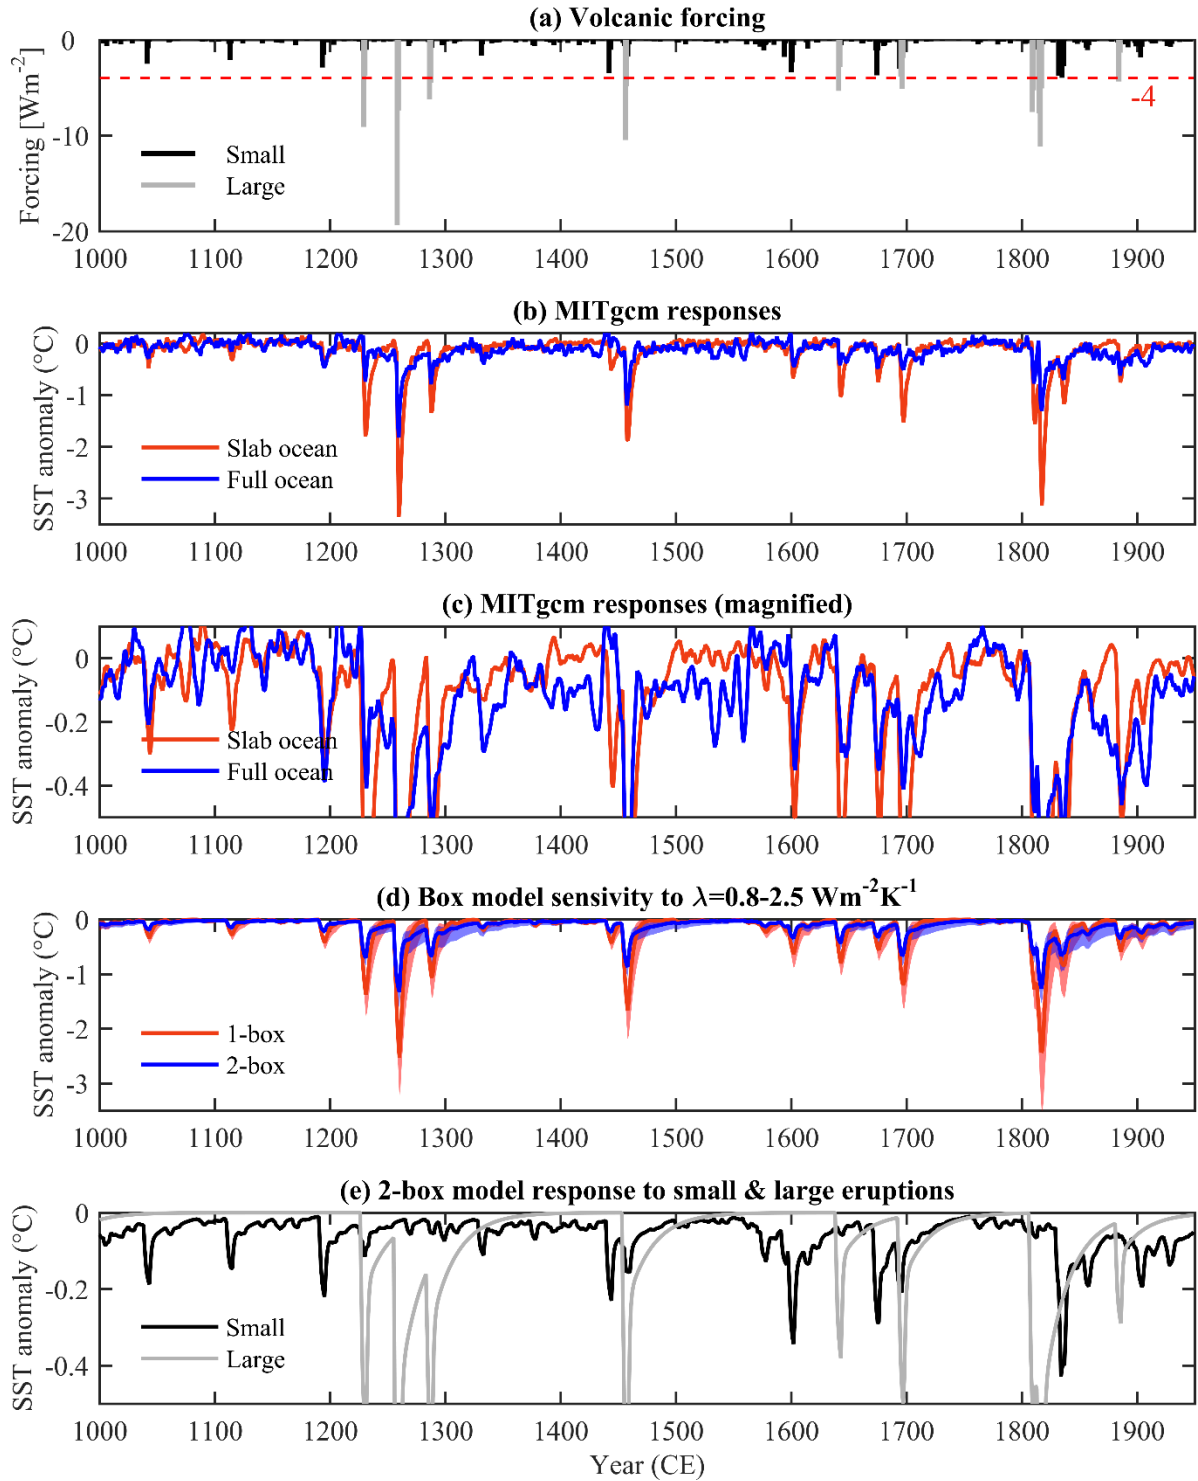 (a) Volcanic forcing
Forcing [Wm⁻²]
0
-10
-20
-4
Small
Large
1000 1100 1200 1300 1400 1500 1600 1700 1800 1900
(b) MITgcm responses
SST anomaly (°C)
0
-1
-2
-3
Slab ocean
Full ocean
1000 1100 1200 1300 1400 1500 1600 1700 1800 1900
(c) MITgcm responses (magnified)
SST anomaly (°C)
0
-0.2
-0.4
Slab ocean
Full ocean
1000 1100 1200 1300 1400 1500 1600 1700 1800 1900
(d) Box model sensivity to λ=0.8-2.5 Wm⁻²K⁻¹
SST anomaly (°C)
0
-1
-2
-3
1-box
2-box
1000 1100 1200 1300 1400 1500 1600 1700 1800 1900
(e) 2-box model response to small & large eruptions
SST anomaly (°C)
0
-0.2
-0.4
Small
Large
1000 1100 1200 1300 1400 1500 1600 1700 1800 1900
Year (CE)